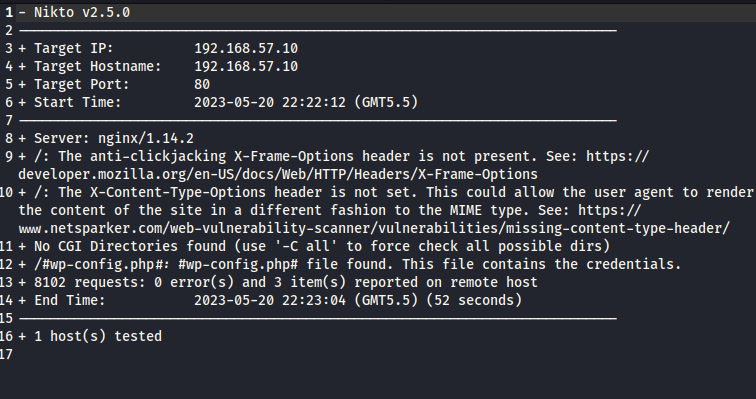 1 - Nikto v2.5.0
2 ---------------------------------------------------------------------------
3 + Target IP:          192.168.57.10
4 + Target Hostname:    192.168.57.10
5 + Target Port:        80
6 + Start Time:         2023-05-20 22:22:12 (GMT5.5)
7 ---------------------------------------------------------------------------
8 + Server: nginx/1.14.2
9 + /: The anti-clickjacking X-Frame-Options header is not present. See: https://
developer.mozilla.org/en-US/docs/Web/HTTP/Headers/X-Frame-Options
10 + /: The X-Content-Type-Options header is not set. This could allow the user agent to render
the content of the site in a different fashion to the MIME type. See: https://
www.netsparker.com/web-vulnerability-scanner/vulnerabilities/missing-content-type-header/
11 + No CGI Directories found (use '-C all' to force check all possible dirs)
12 + /#wp-config.php#: #wp-config.php# file found. This file contains the credentials.
13 + 8102 requests: 0 error(s) and 3 item(s) reported on remote host
14 + End Time:           2023-05-20 22:23:04 (GMT5.5) (52 seconds)
15 ---------------------------------------------------------------------------
16 + 1 host(s) tested
17